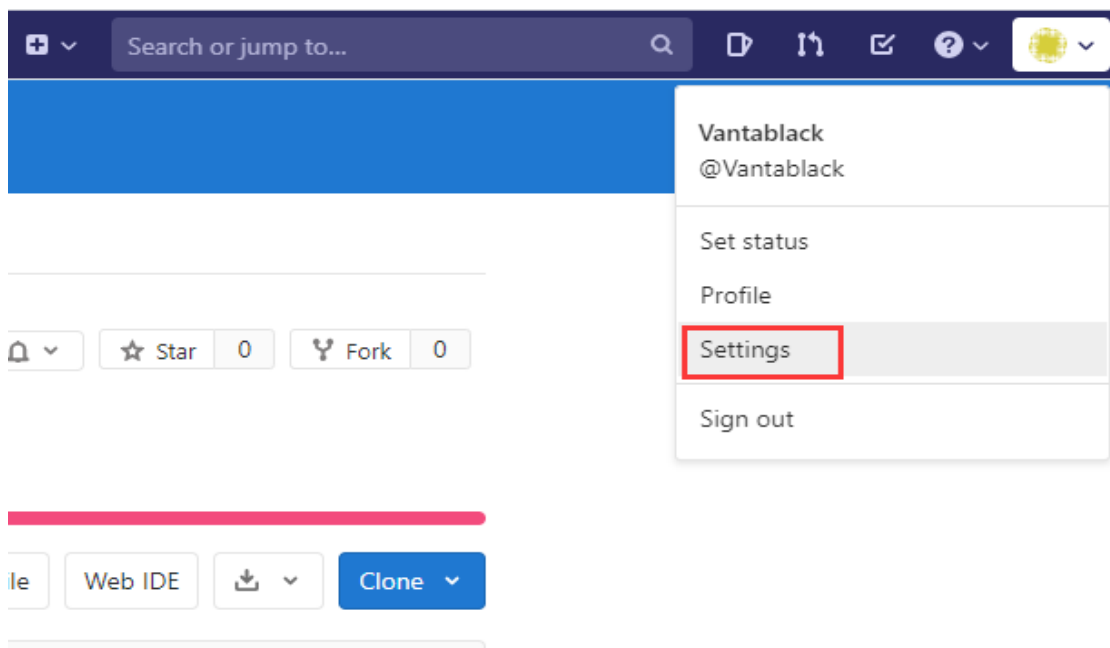 Search or jump to...
Vantablack
@Vantablack
Set status
Profile
Settings
Sign out
Star 0
Fork 0
ile
Web IDE
Clone